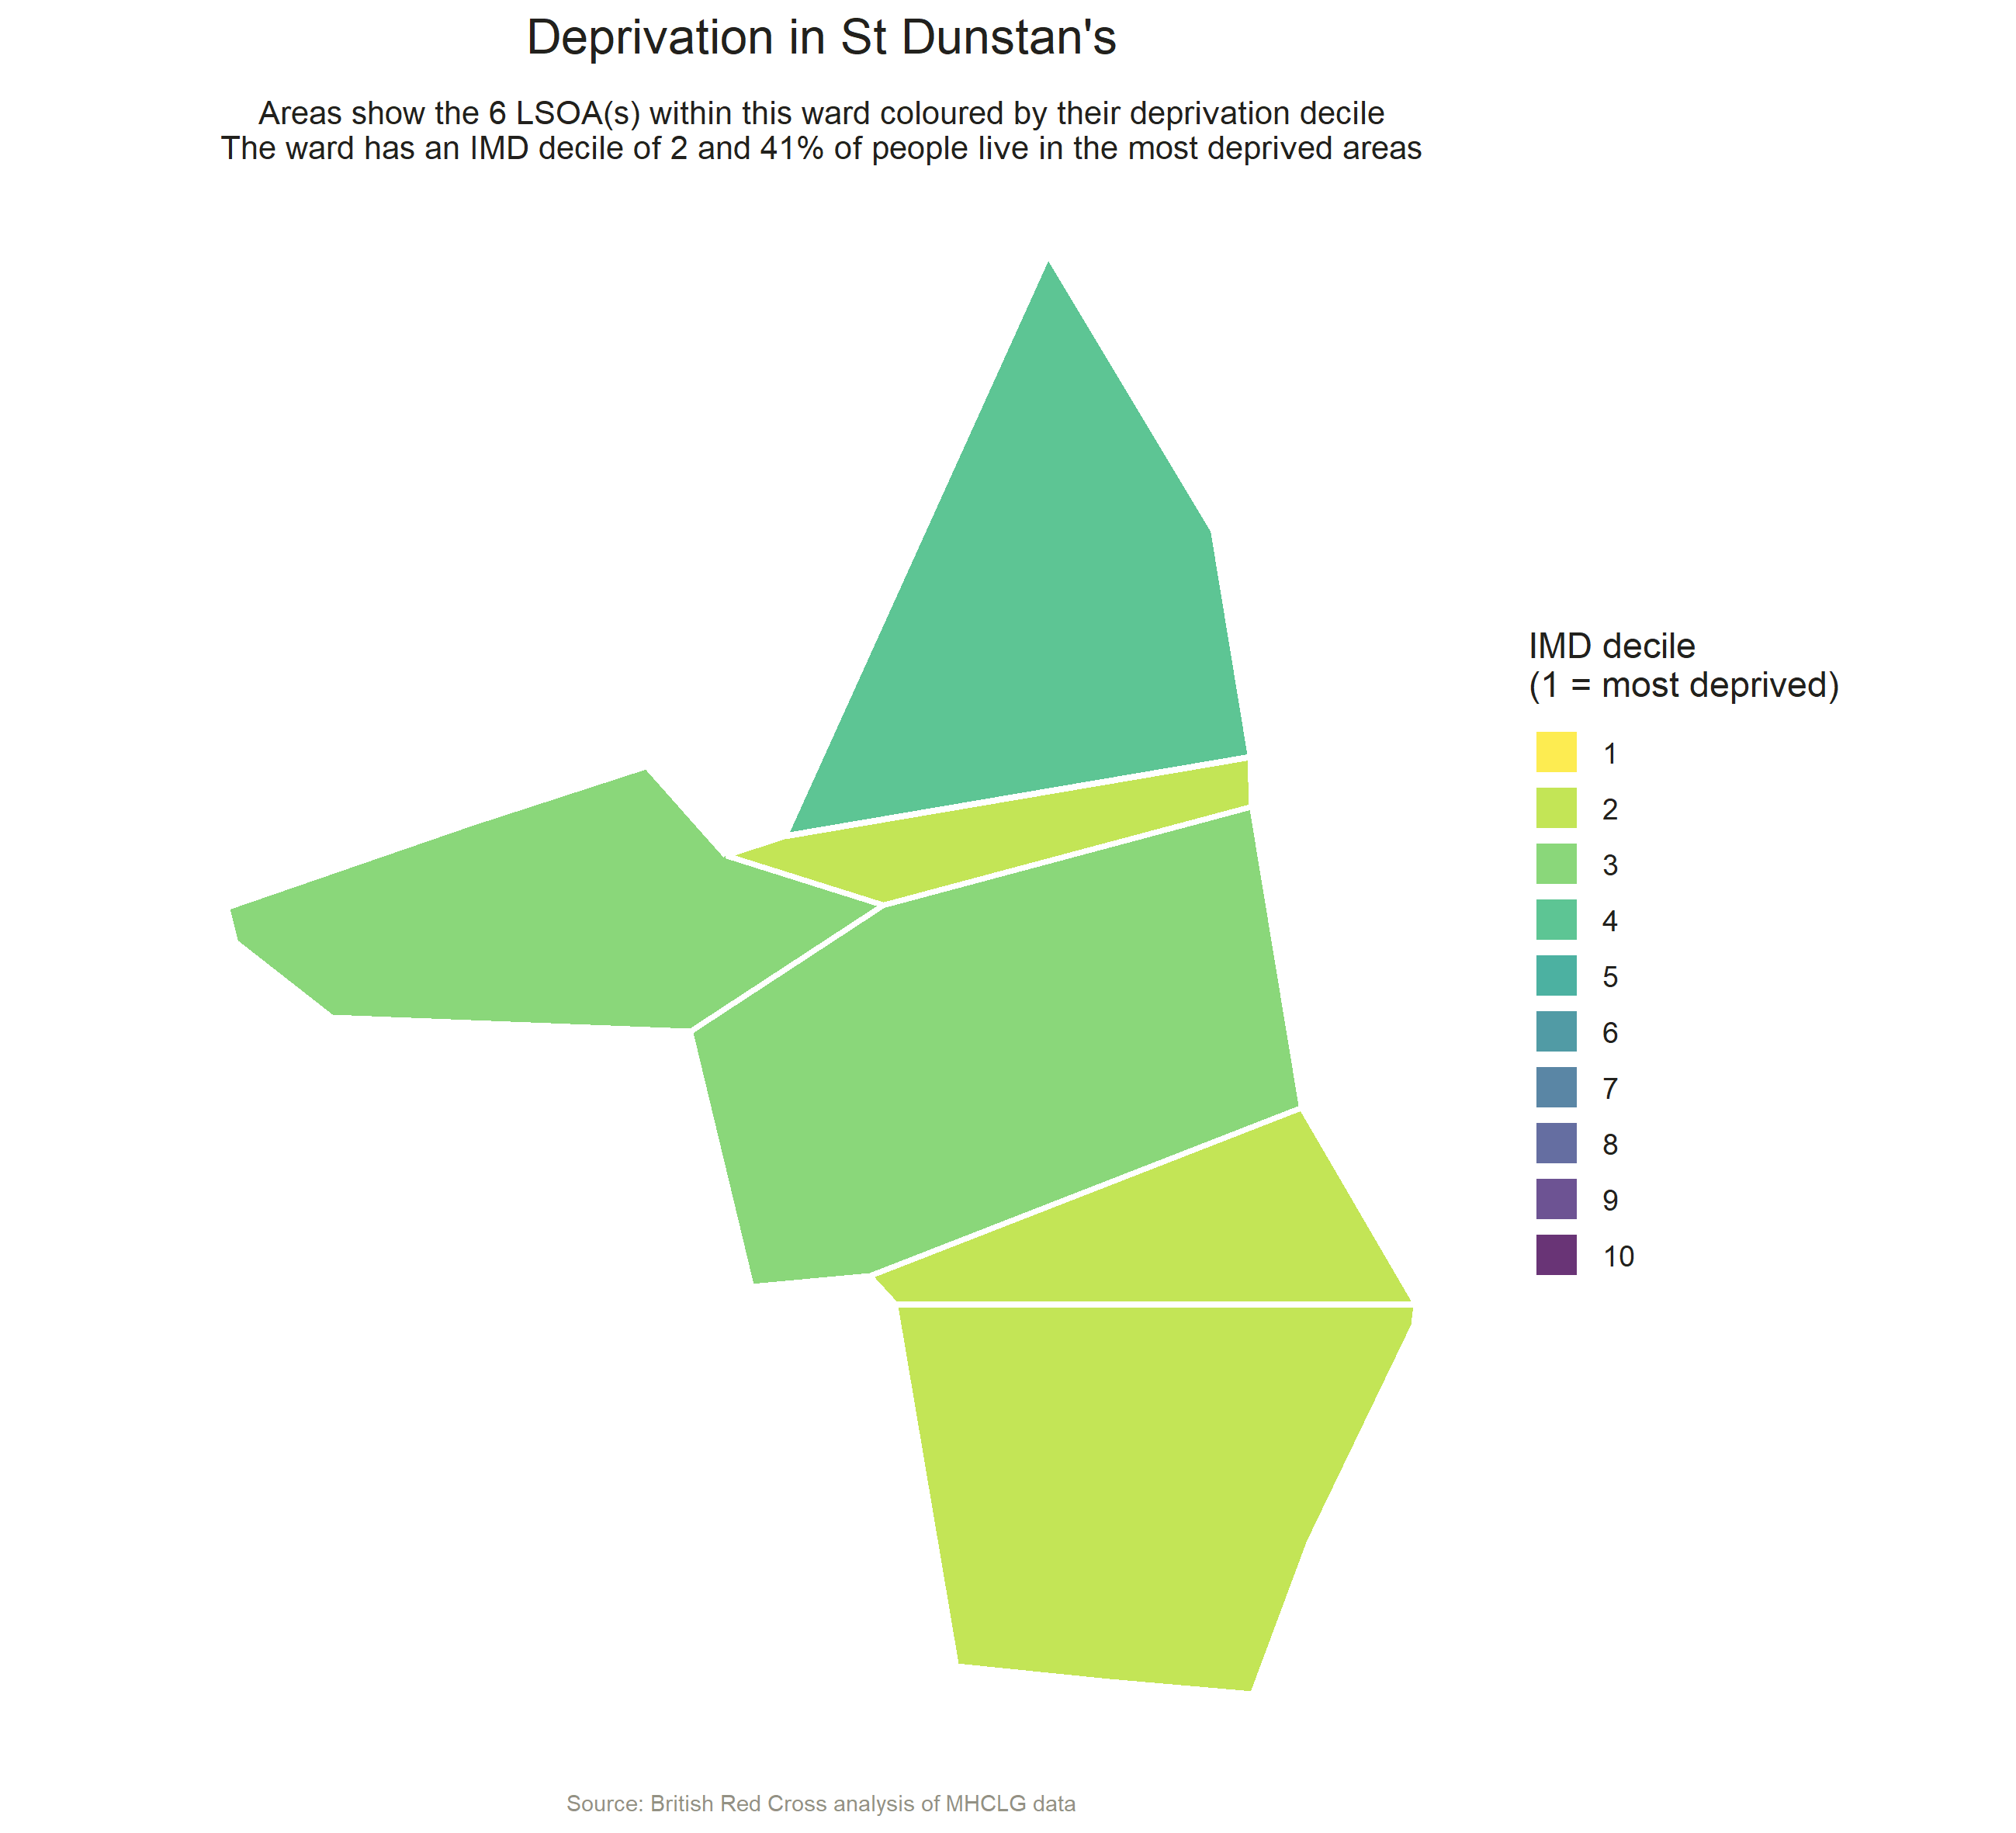 Deprivation in St Dunstan's
Areas show the 6 LSOA(s) within this ward coloured by their deprivation decile
The ward has an IMD decile of 2 and 41% of people live in the most deprived areas
IMD decile
(1 = most deprived)
1
2
3
4
5
6
7
8
9
10
Source: British Red Cross analysis of MHCLG data